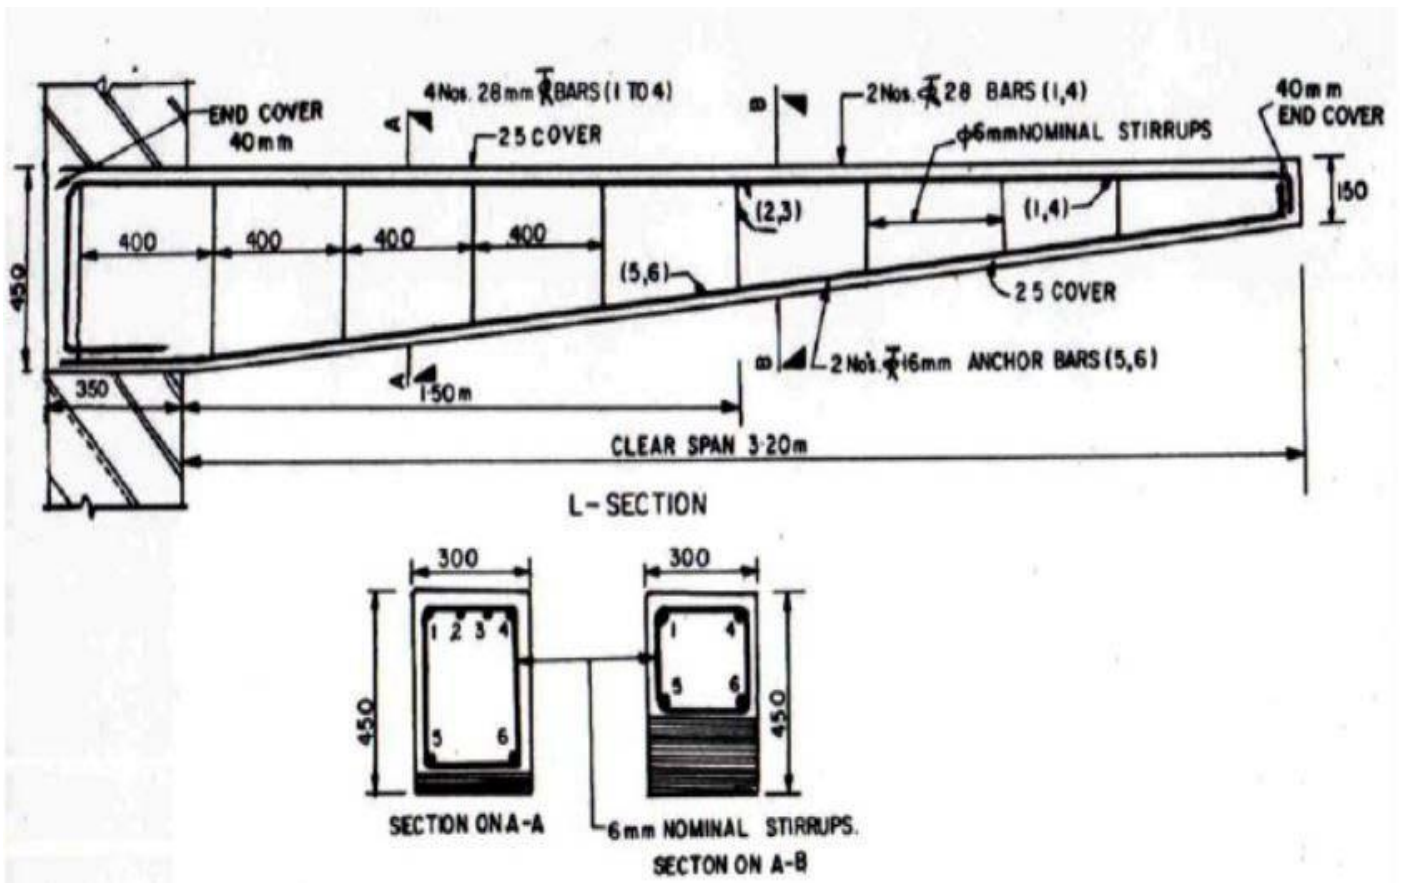 4Nos. 28mm BARS (1 TO 4)
2Nos. 28 BARS (1,4)
40mm
END COVER
END COVER
40mm
A
B
25 COVER
ϕ6mm NOMINAL STIRRUPS
150
(2,3)
(1,4)
400
400
400
400
450
(5,6)
25 COVER
A
B
2 No's. 16mm ANCHOR BARS (5,6)
350
1·50m
CLEAR SPAN 3·20m
L-SECTION
300
300
1 2 3 4
1 4
5 6
450
5 6
450
SECTION ON A-A
6mm NOMINAL STIRRUPS.
SECTON ON A-B